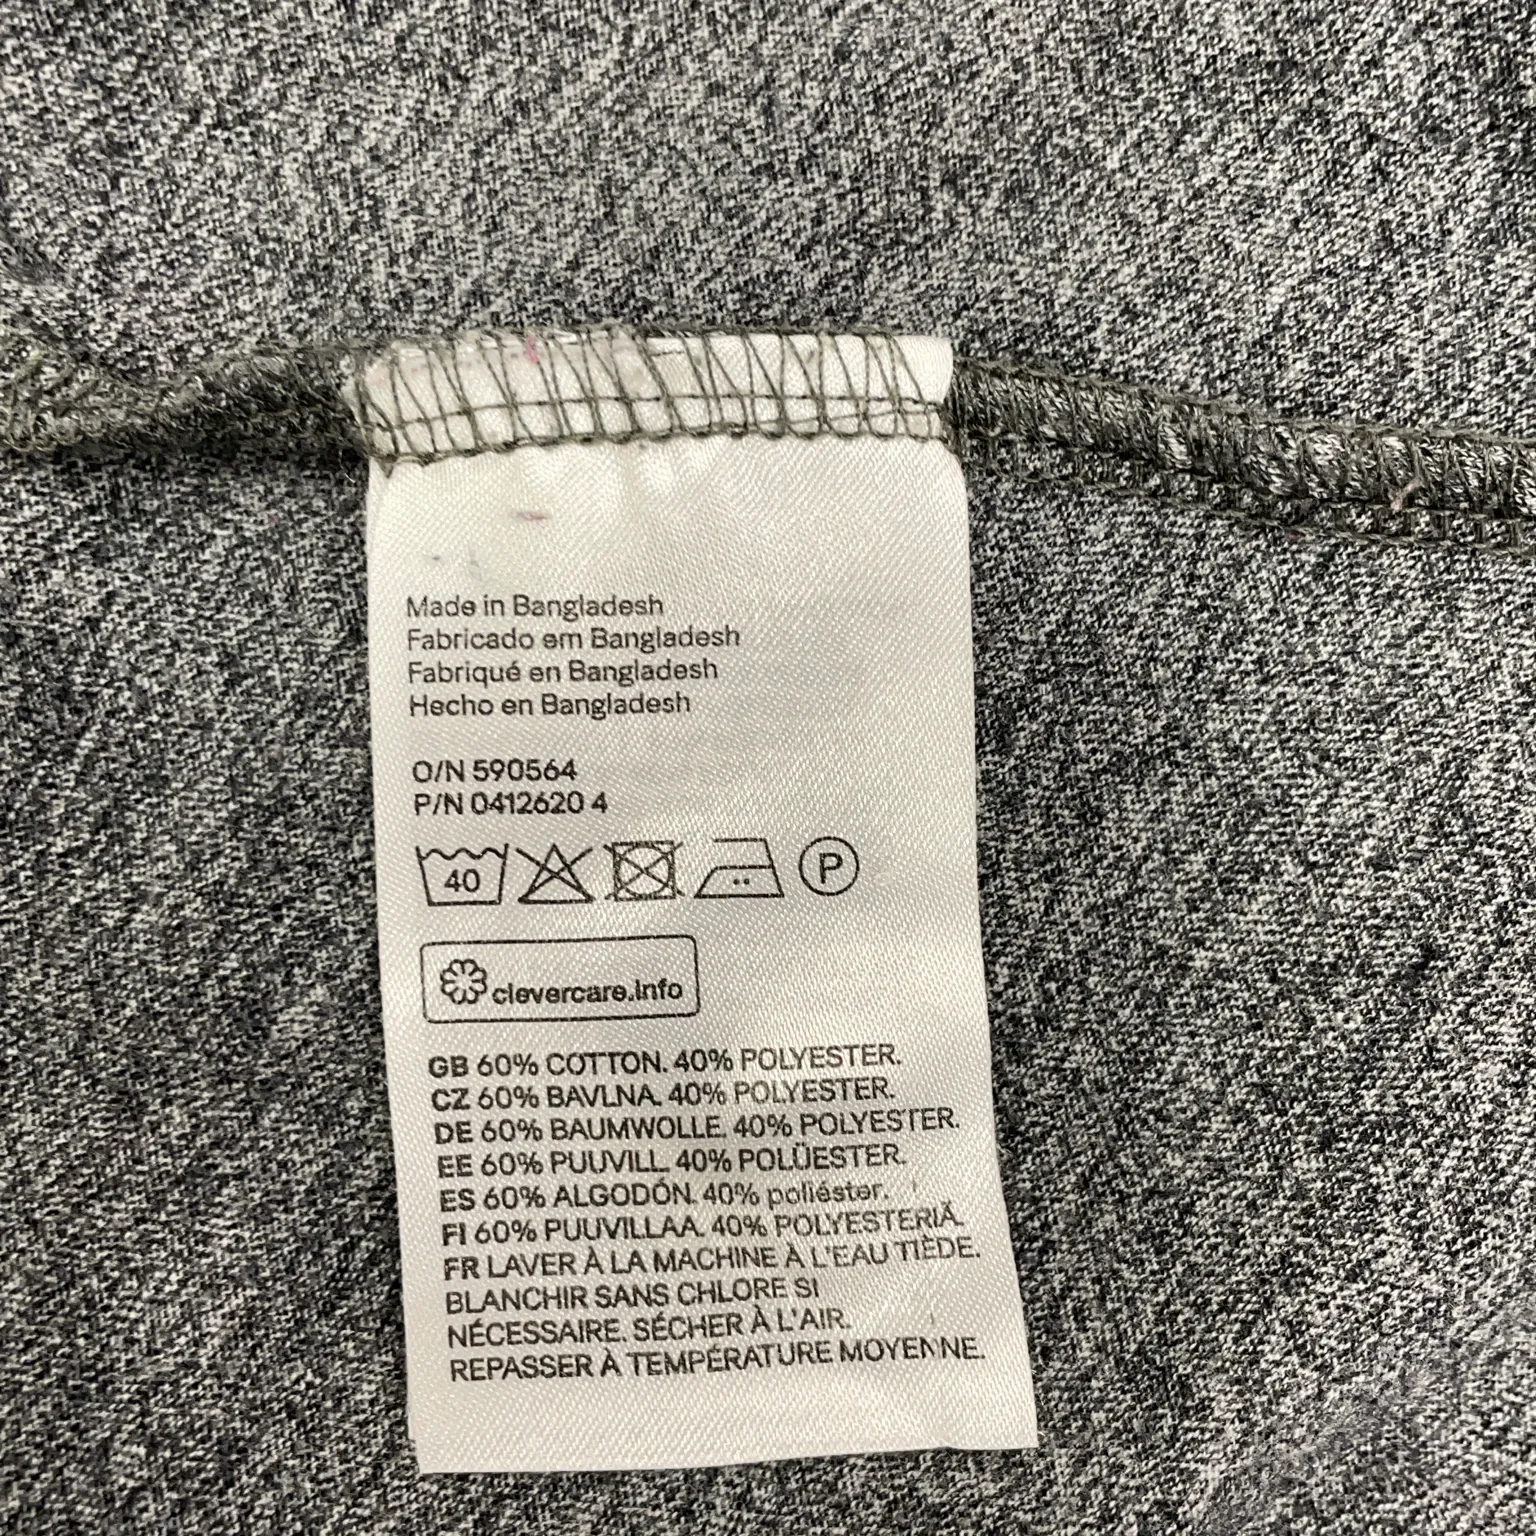 Made in Bangladesh
Fabricado em Bangladesh
Fabriqué en Bangladesh
Hecho en Bangladesh
O/N 590564
P/N 0412620 4
40
P
clevercare.info
GB 60% COTTON. 40% POLYESTER.
CZ 60% BAVLNA. 40% POLYESTER.
DE 60% BAUMWOLLE. 40% POLYESTER.
EE 60% PUUVILL. 40% POLÜESTER.
ES 60% ALGODÓN. 40% poliéster.
FI 60% PUUVILLAA. 40% POLYESTERIÄ.
FR LAVER À LA MACHINE À L'EAU TIÈDE.
BLANCHIR SANS CHLORE SI
NÉCESSAIRE. SÉCHER À L'AIR.
REPASSER À TEMPÉRATURE MOYENNE.